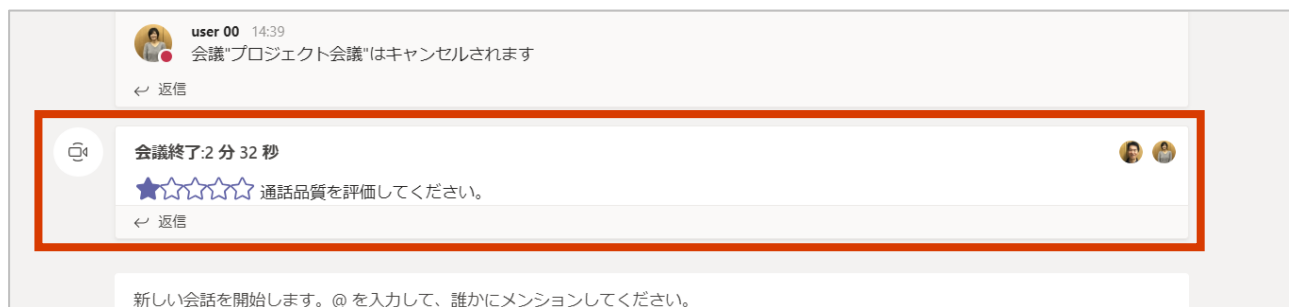 user 00 14:39
会議"プロジェクト会議"はキャンセルされます
返信
会議終了:2 分 32 秒
通話品質を評価してください。
返信
新しい会話を開始します。@ を入力して、誰かにメンションしてください。